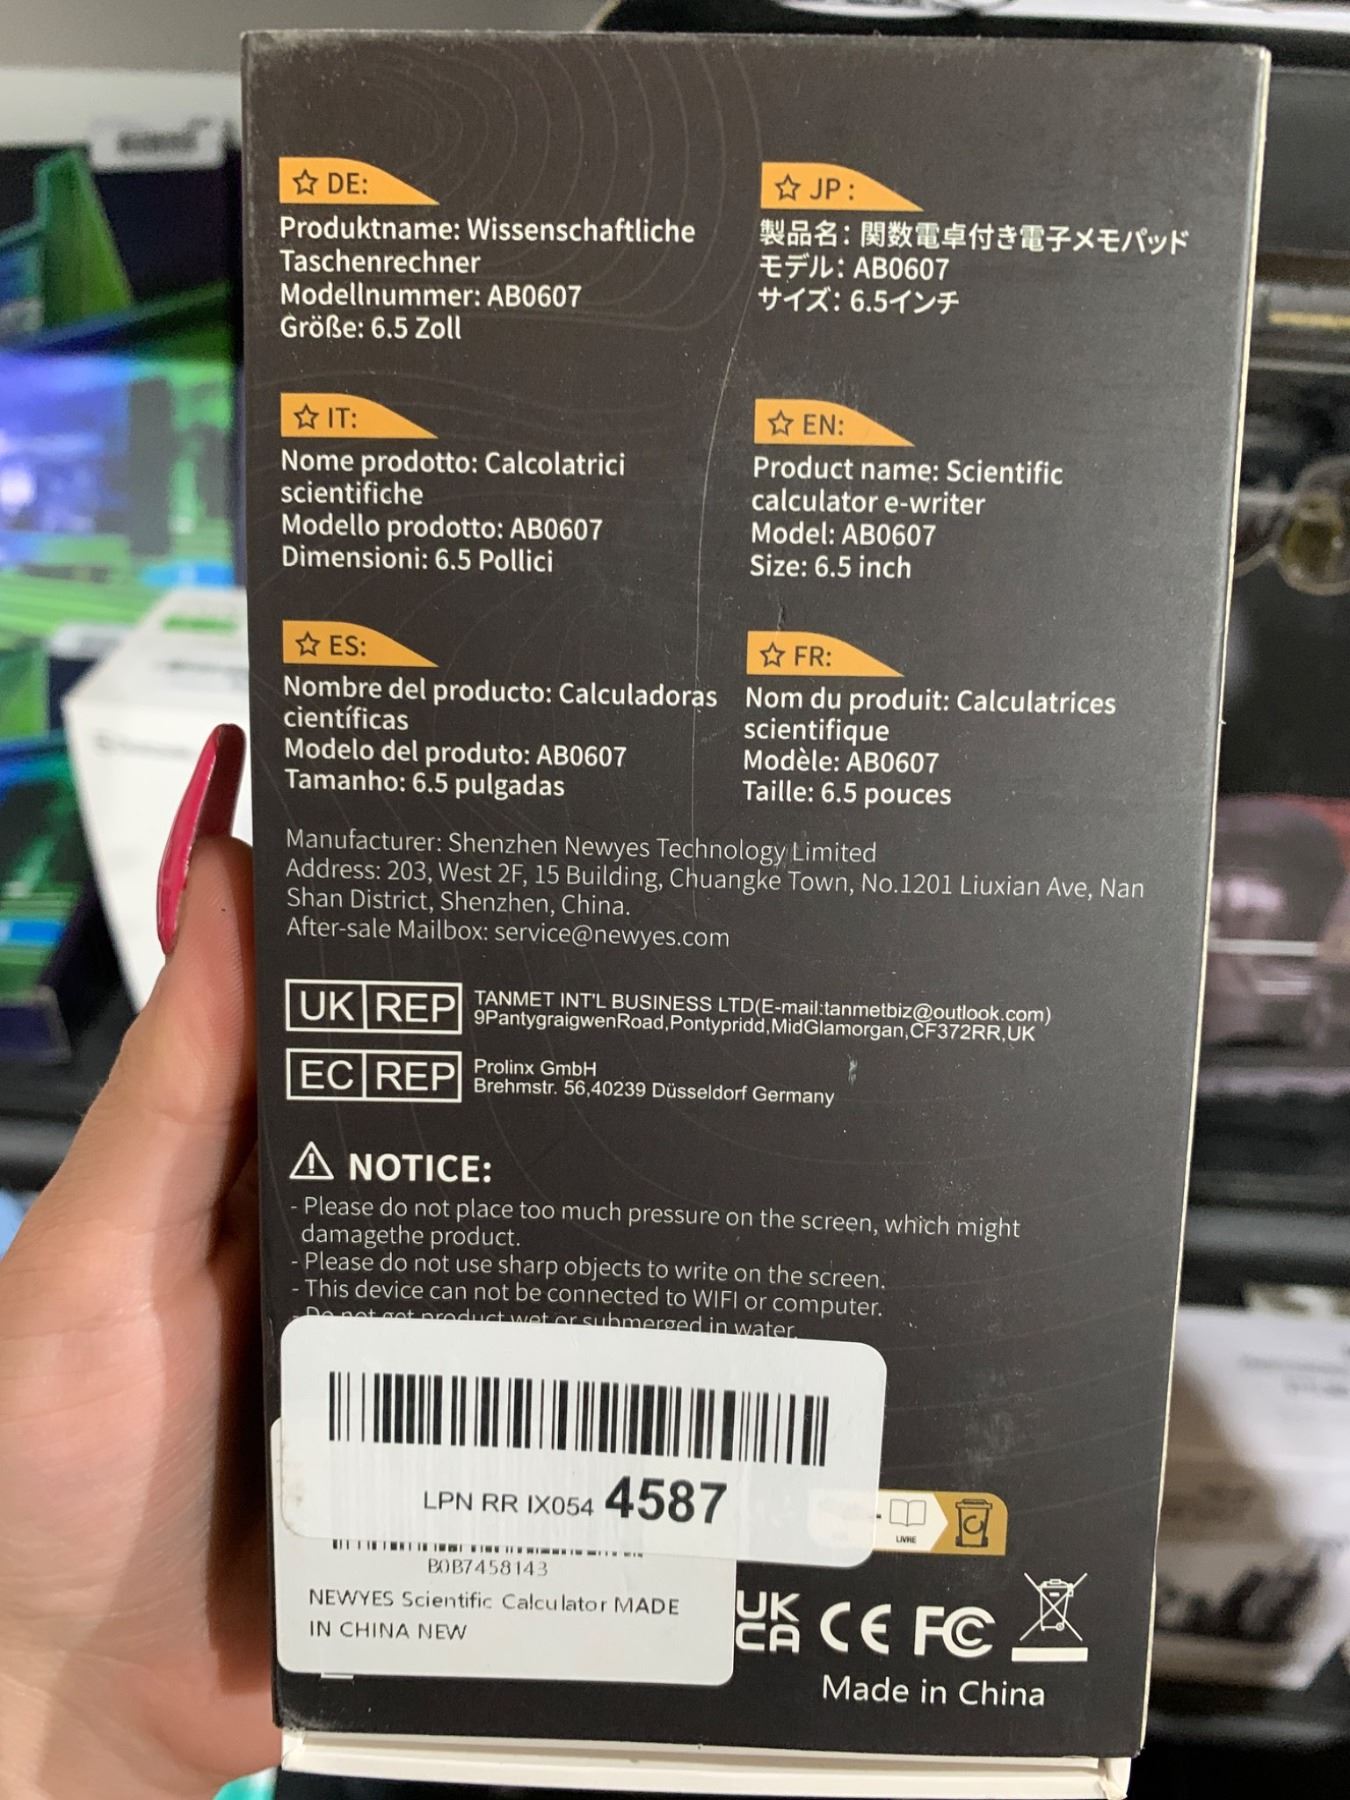 DE:
Produktname: Wissenschaftliche
Taschenrechner
Modellnummer: AB0607
Größe: 6.5 Zoll
JP :
製品名: 関数電卓付き電子メモパッド
モデル: AB0607
サイズ: 6.5インチ
IT:
Nome prodotto: Calcolatrici
scientifiche
Modello prodotto: AB0607
Dimensioni: 6.5 Pollici
EN:
Product name: Scientific
calculator e-writer
Model: AB0607
Size: 6.5 inch
ES:
Nombre del producto: Calculadoras
científicas
Modelo del produto: AB0607
Tamanho: 6.5 pulgadas
FR:
Nom du produit: Calculatrices
scientifique
Modèle: AB0607
Taille: 6.5 pouces
Manufacturer: Shenzhen Newyes Technology Limited
Address: 203, West 2F, 15 Building, Chuangke Town, No.1201 Liuxian Ave, Nan
Shan District, Shenzhen, China.
After-sale Mailbox: service@newyes.com
UK REP
TANMET INT'L BUSINESS LTD(E-mail:tanmetbiz@outlook.com)
9PantygraigwenRoad,Pontypridd,MidGlamorgan,CF372RR,UK
EC REP
Prolinx GmbH
Brehmstr. 56,40239 Düsseldorf Germany
NOTICE:
- Please do not place too much pressure on the screen, which might
damagethe product.
- Please do not use sharp objects to write on the screen.
- This device can not be connected to WIFI or computer.
- Do not get product wet or submerged in water.
LPN RR IX054 4587
LIVRE
B0B7458143
NEWYES Scientific Calculator MADE
IN CHINA NEW
UK
CA CE FC
Made in China